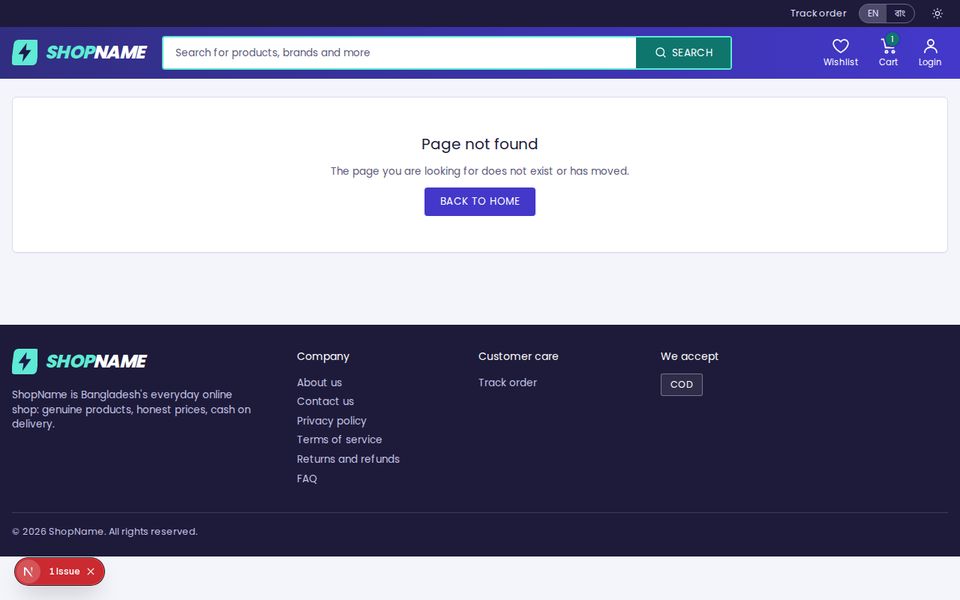 Track order
EN
বাং
SHOPNAME
Search for products, brands and more
SEARCH
Wishlist
1
Cart
Login
Page not found
The page you are looking for does not exist or has moved.
BACK TO HOME
SHOPNAME
ShopName is Bangladesh's everyday online
shop: genuine products, honest prices, cash on
delivery.
Company
About us
Contact us
Privacy policy
Terms of service
Returns and refunds
FAQ
Customer care
Track order
We accept
COD
© 2026 ShopName. All rights reserved.
N
1 Issue